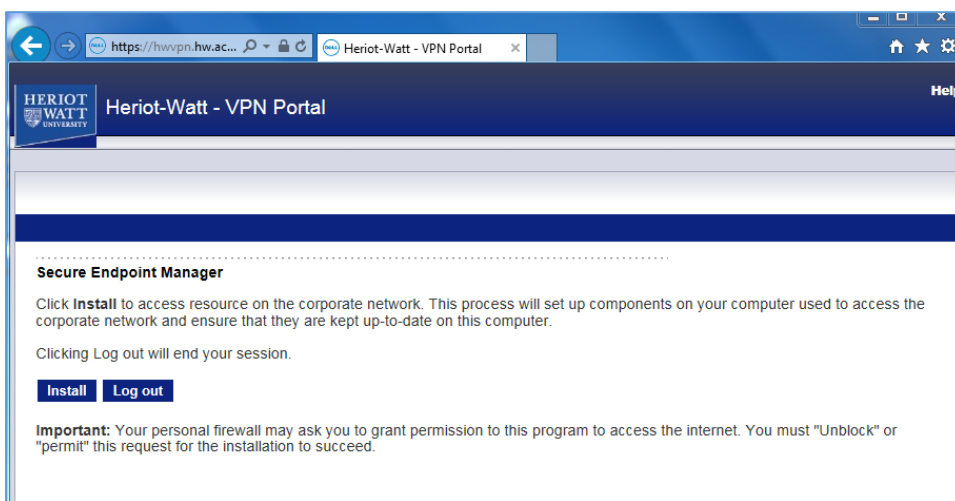 https://hwvpn.hw.ac...
Heriot-Watt - VPN Portal
HERIOT
WATT
UNIVERSITY
Heriot-Watt - VPN Portal
Secure Endpoint Manager
Click Install to access resource on the corporate network. This process will set up components on your computer used to access the
corporate network and ensure that they are kept up-to-date on this computer.
Clicking Log out will end your session.
Install Log out
Important: Your personal firewall may ask you to grant permission to this program to access the internet. You must "Unblock" or
"permit" this request for the installation to succeed.